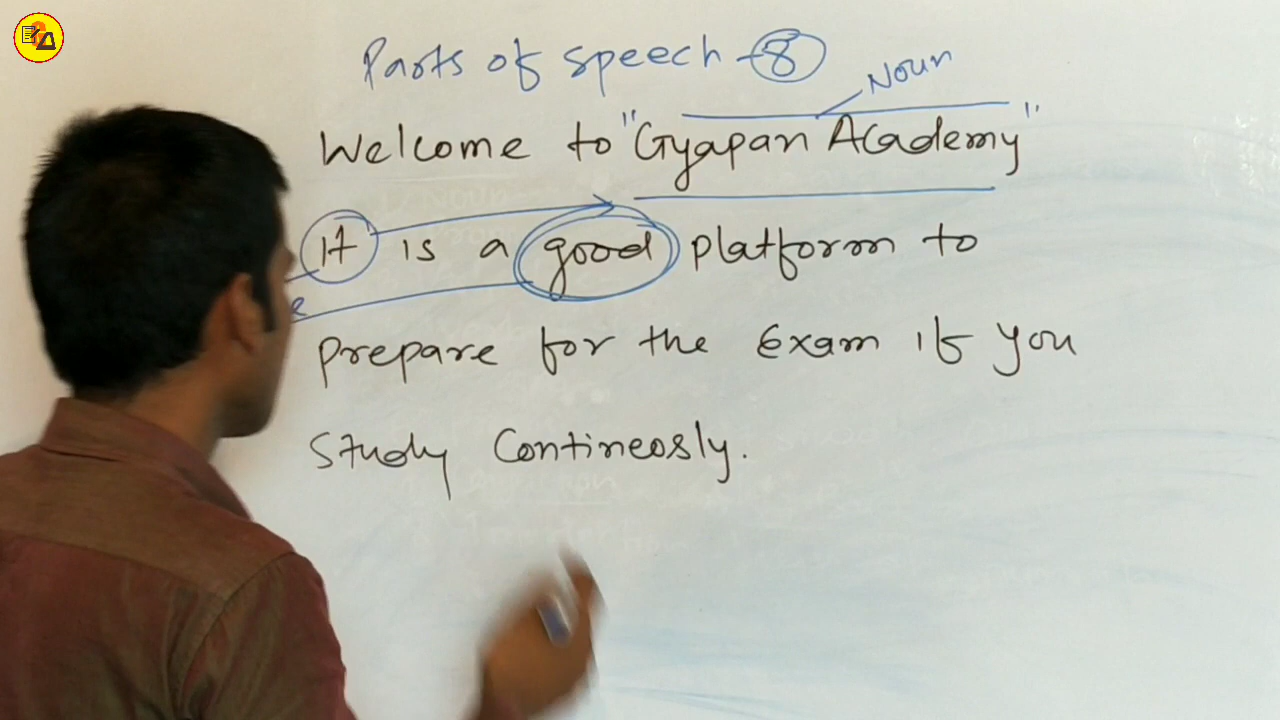 Parts of speech - 8
Noun
Welcome to "Gyapan Academy"
It is a good platform to
prepare for the Exam if you
Study Contineosly.